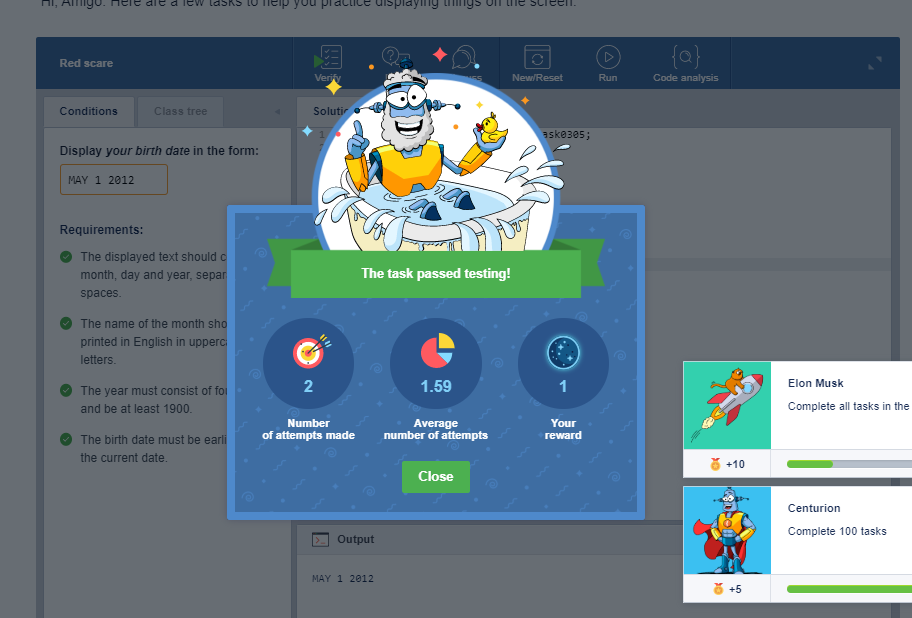 Hi, Amigo. Here are a few tasks to help you practice displaying things on the screen.
Red scare
Verify
New/Reset
Run
Code analysis
Conditions
Class tree
Display your birth date in the form:
MAY 1 2012
Requirements:
The displayed text should
month, day and year,
spaces.
The name of the month
printed in English in
letters.
The year must consist of
and be at least 1900.
The birth date must be
the current date.
1
ask0305;
The task passed testing!
2
1.59
1
Number
of attempts made
Average
number of attempts
Your
reward
Close
Output
MAY 1 2012
Elon Musk
Complete all tasks in the
+10
Centurion
Complete 100 tasks
+5